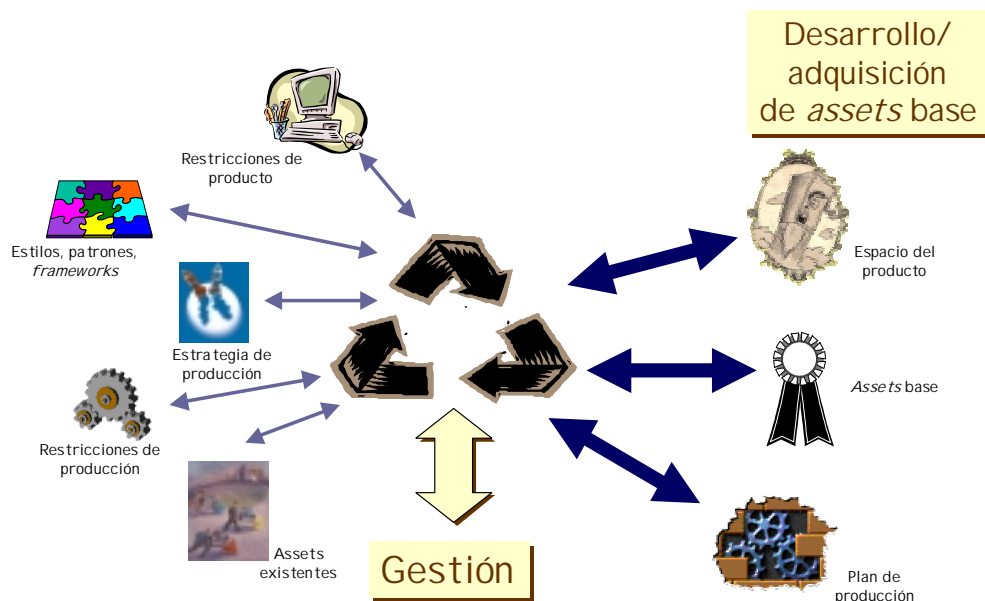 Desarrollo/
adquisición
de assets base
Restricciones de
producto
Estilos, patrones,
frameworks
Espacio del
producto
Estrategia de
producción
Assets base
Restricciones de
producción
Assets
existentes
Gestión
Plan de
producción